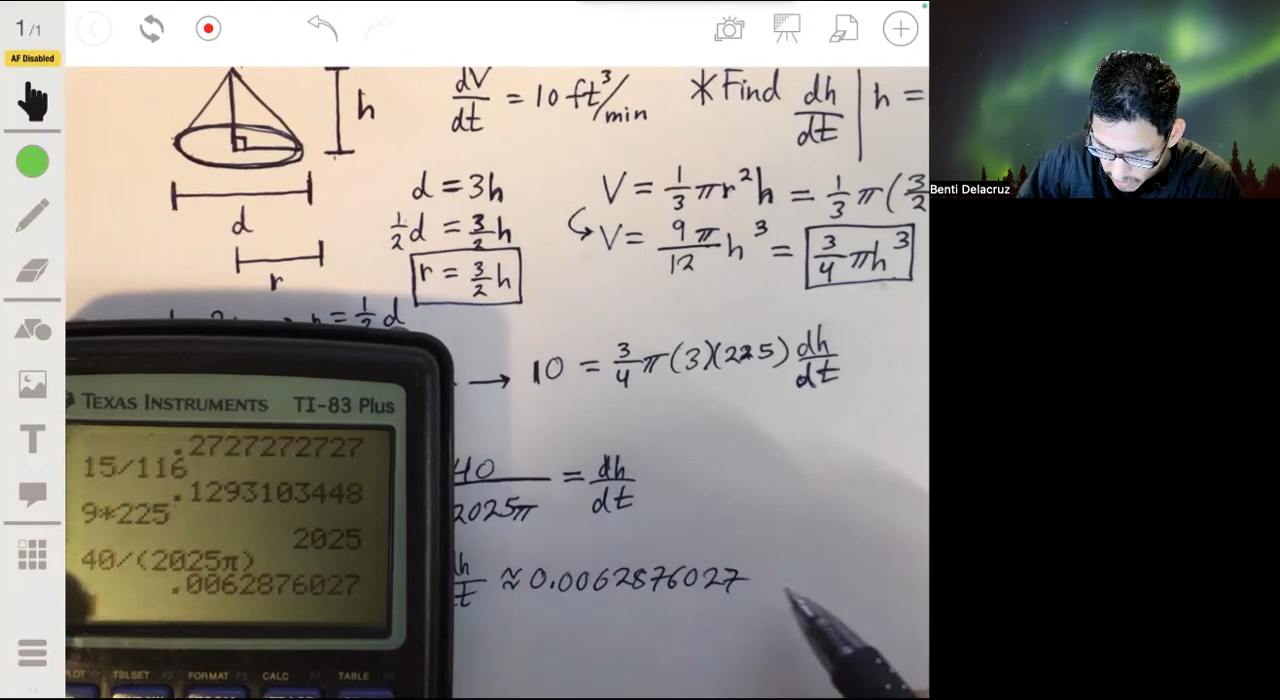 1/1
AF Disabled
dV/dt = 10 ft³/min
*Find dh/dt | h =
h
d = 3h
V = 1/3 πr²h = 1/3 π(3/2
d
1/2 d = 3/2 h
V = 9π/12 h³ = 3/4 πh³
r
r = 3/2 h
= 1/2 d
10 = 3/4 π(3)(225) dh/dt
TEXAS INSTRUMENTS TI-83 Plus
.2727272727
15/116
.1293103448
9*225
2025
40/(2025π)
.0062876027
40/2025π = dh/dt
≈ 0.0062876027
TBLSET FORMAT CALC TABLE
Benti Delacruz
T